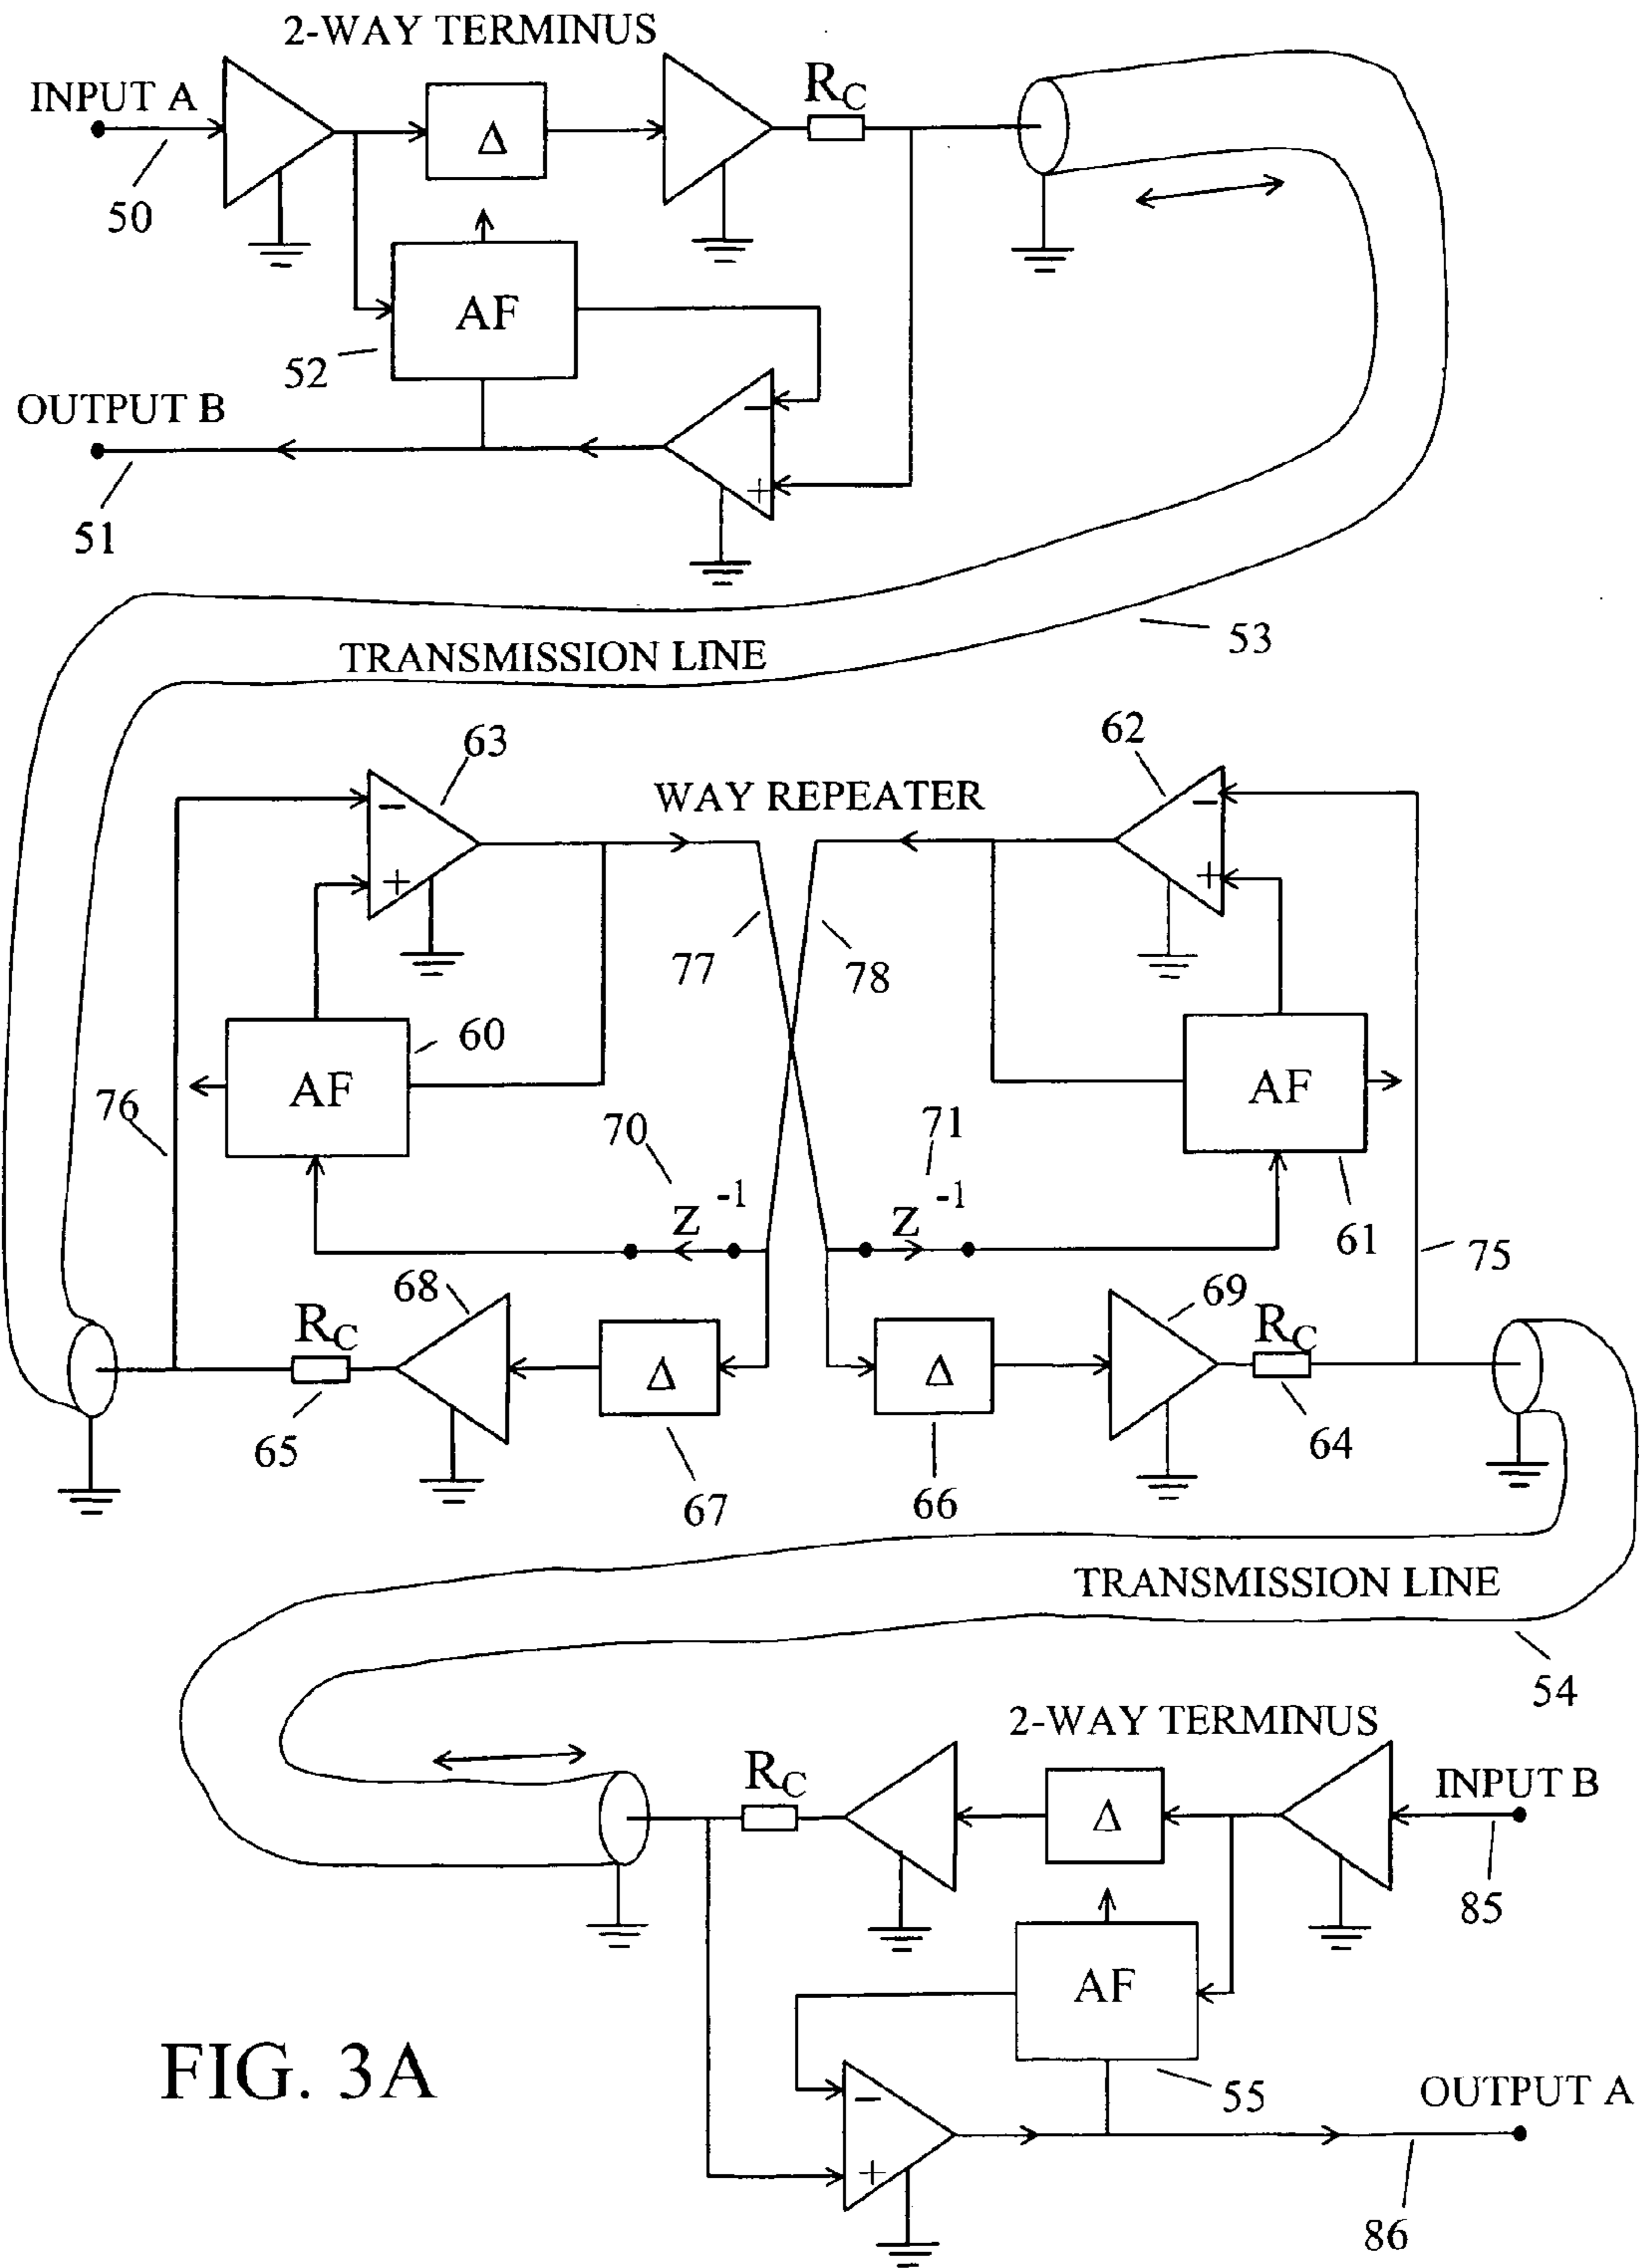 2-WAY TERMINUS
INPUT A
R_C
Δ
50
AF
52
OUTPUT B
−
+
51
53
TRANSMISSION LINE
63
62
WAY REPEATER
−
−
+
+
77
78
60
AF
AF
76
70
71
Z^-1
Z^-1
61
75
68
69
R_C
R_C
Δ
Δ
65
64
67
66
TRANSMISSION LINE
54
2-WAY TERMINUS
R_C
INPUT B
Δ
85
AF
FIG. 3A
−
55
OUTPUT A
+
86